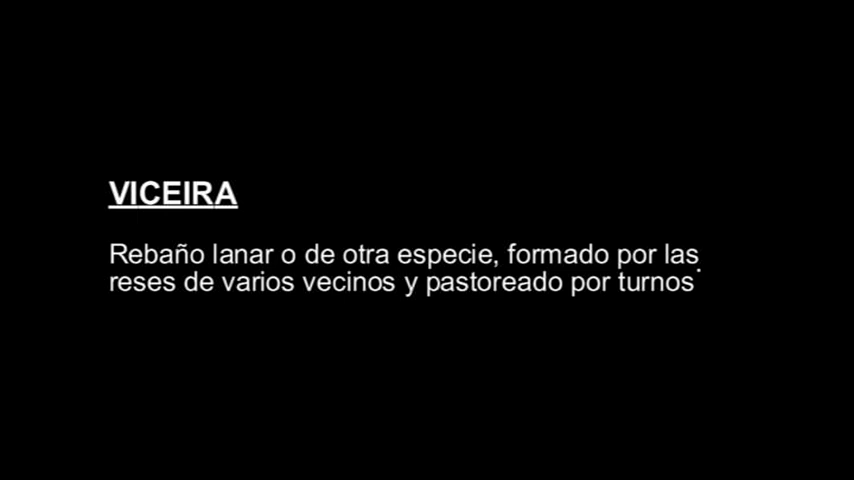 VICEIRA
Rebaño lanar o de otra especie, formado por las
reses de varios vecinos y pastoreado por turnos.